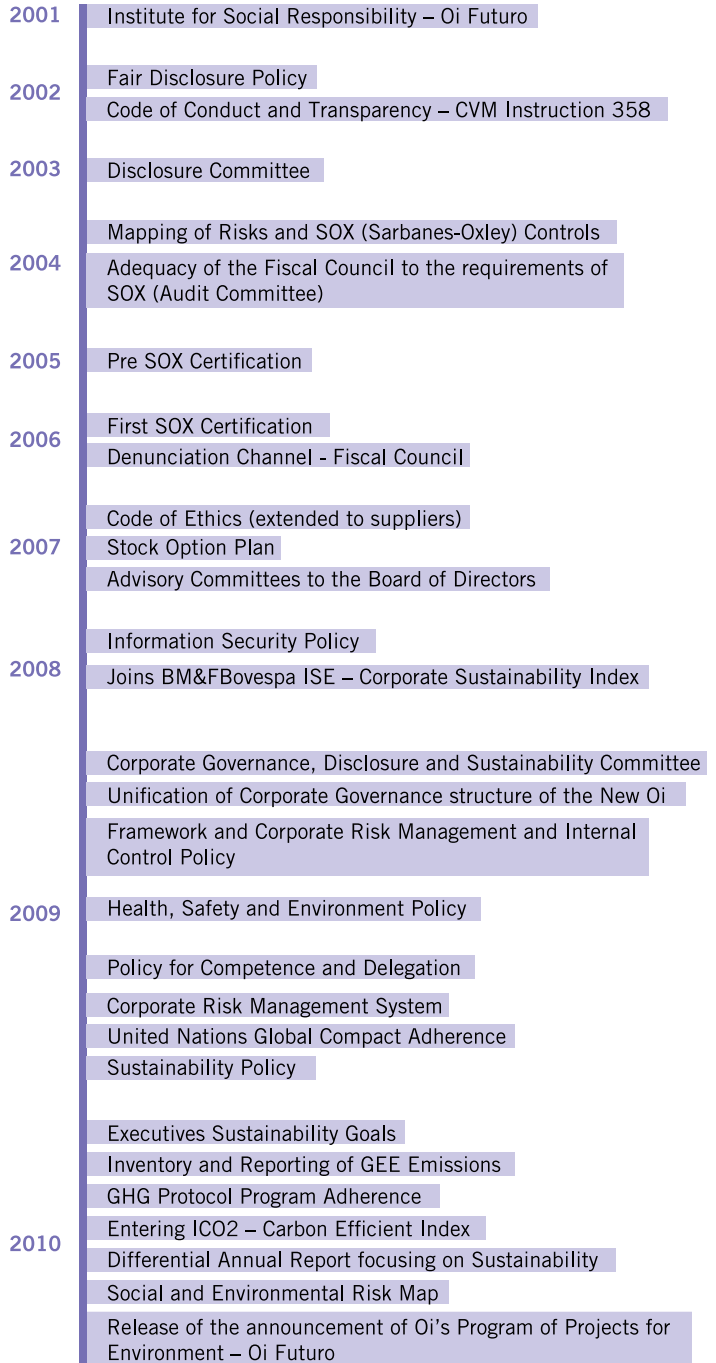 2001
Institute for Social Responsibility – Oi Futuro
2002
Fair Disclosure Policy
Code of Conduct and Transparency – CVM Instruction 358
2003
Disclosure Committee
2004
Mapping of Risks and SOX (Sarbanes-Oxley) Controls
Adequacy of the Fiscal Council to the requirements of
SOX (Audit Committee)
2005
Pre SOX Certification
2006
First SOX Certification
Denunciation Channel - Fiscal Council
2007
Code of Ethics (extended to suppliers)
Stock Option Plan
Advisory Committees to the Board of Directors
2008
Information Security Policy
Joins BM&FBovespa ISE – Corporate Sustainability Index
2009
Corporate Governance, Disclosure and Sustainability Committee
Unification of Corporate Governance structure of the New Oi
Framework and Corporate Risk Management and Internal
Control Policy
Health, Safety and Environment Policy
Policy for Competence and Delegation
Corporate Risk Management System
United Nations Global Compact Adherence
Sustainability Policy
2010
Executives Sustainability Goals
Inventory and Reporting of GEE Emissions
GHG Protocol Program Adherence
Entering ICO2 – Carbon Efficient Index
Differential Annual Report focusing on Sustainability
Social and Environmental Risk Map
Release of the announcement of Oi's Program of Projects for
Environment – Oi Futuro